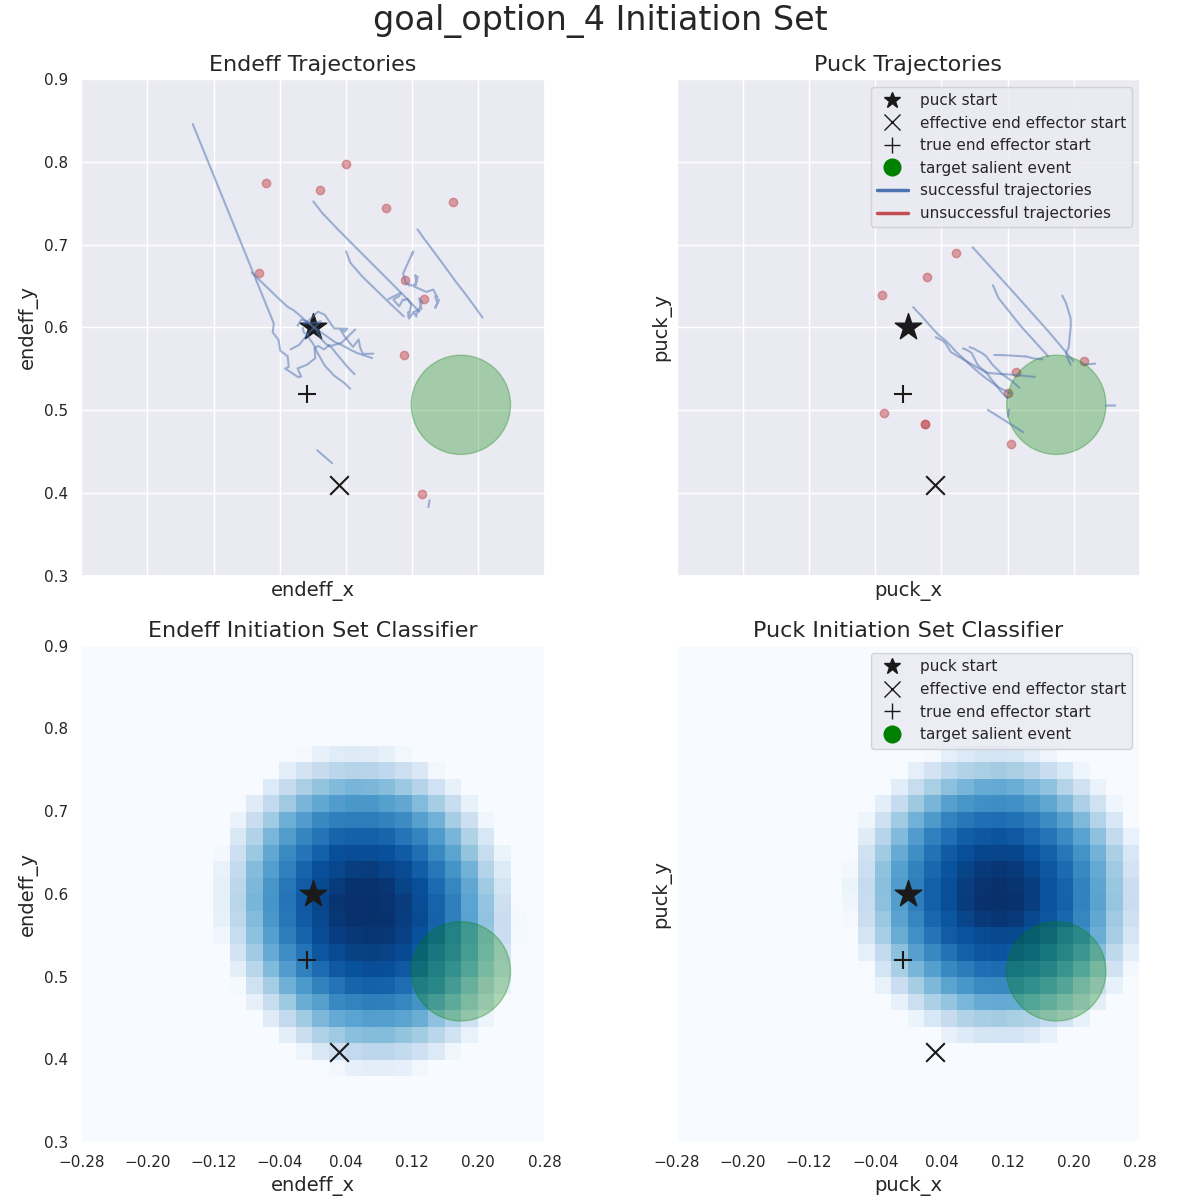 goal_option_4 Initiation Set
Endeff Trajectories
Puck Trajectories
0.9
0.8
0.7
0.6
0.5
0.4
0.3
endeff_y
endeff_x
puck_y
puck start
effective end effector start
true end effector start
target salient event
successful trajectories
unsuccessful trajectories
puck_x
Endeff Initiation Set Classifier
Puck Initiation Set Classifier
0.9
0.8
0.7
0.6
0.5
0.4
0.3
endeff_y
−0.28 −0.20 −0.12 −0.04 0.04 0.12 0.20 0.28
endeff_x
puck_y
puck start
effective end effector start
true end effector start
target salient event
−0.28 −0.20 −0.12 −0.04 0.04 0.12 0.20 0.28
puck_x